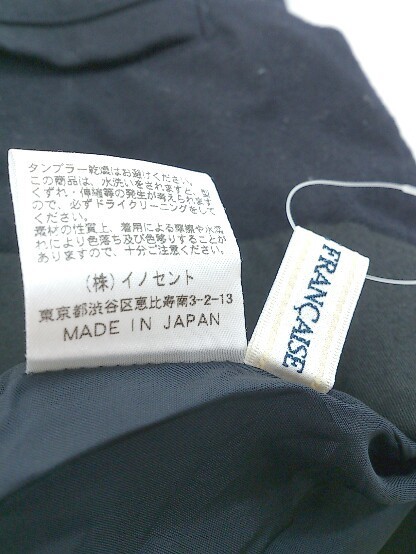 タンブラー乾燥はお避けください。
この商品は、水洗いをされますと、型
くずれ・伸縮等の発生が考えられます
ので、必ずドライクリーニングをして
ください。
素材の性質上、着用による摩擦や水濡
れにより色落ち及び色移りすることが
ありますので、十分ご注意ください。
(株)イノセント
東京都渋谷区恵比寿南3-2-13
MADE IN JAPAN
FRANÇAISE